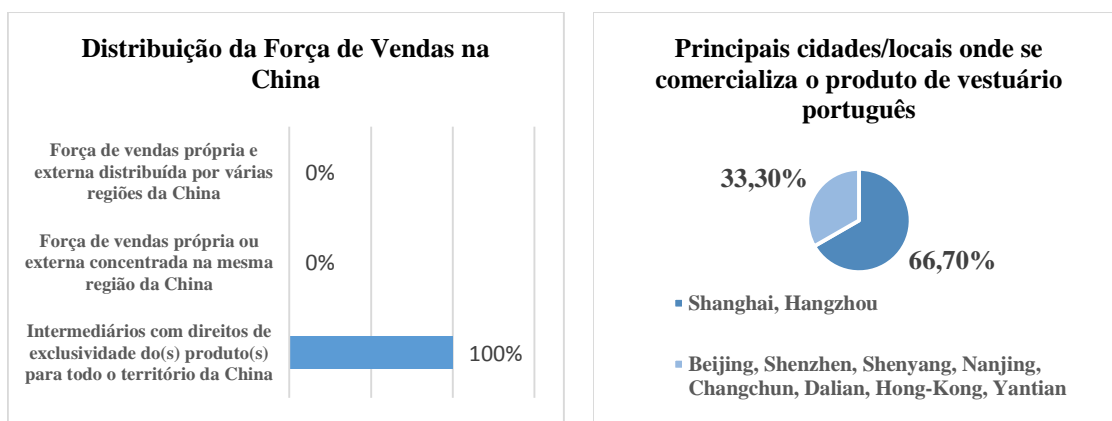 Distribuição da Força de Vendas na
China
Força de vendas própria e
externa distribuída por várias
regiões da China
0%
Força de vendas própria ou
externa concentrada na mesma
região da China
0%
Intermediários com direitos de
exclusividade do(s) produto(s)
para todo o território da China
100%
Principais cidades/locais onde se
comercializa o produto de vestuário
português
33,30%
66,70%
Shanghai, Hangzhou
Beijing, Shenzhen, Shenyang, Nanjing,
Changchun, Dalian, Hong-Kong, Yantian